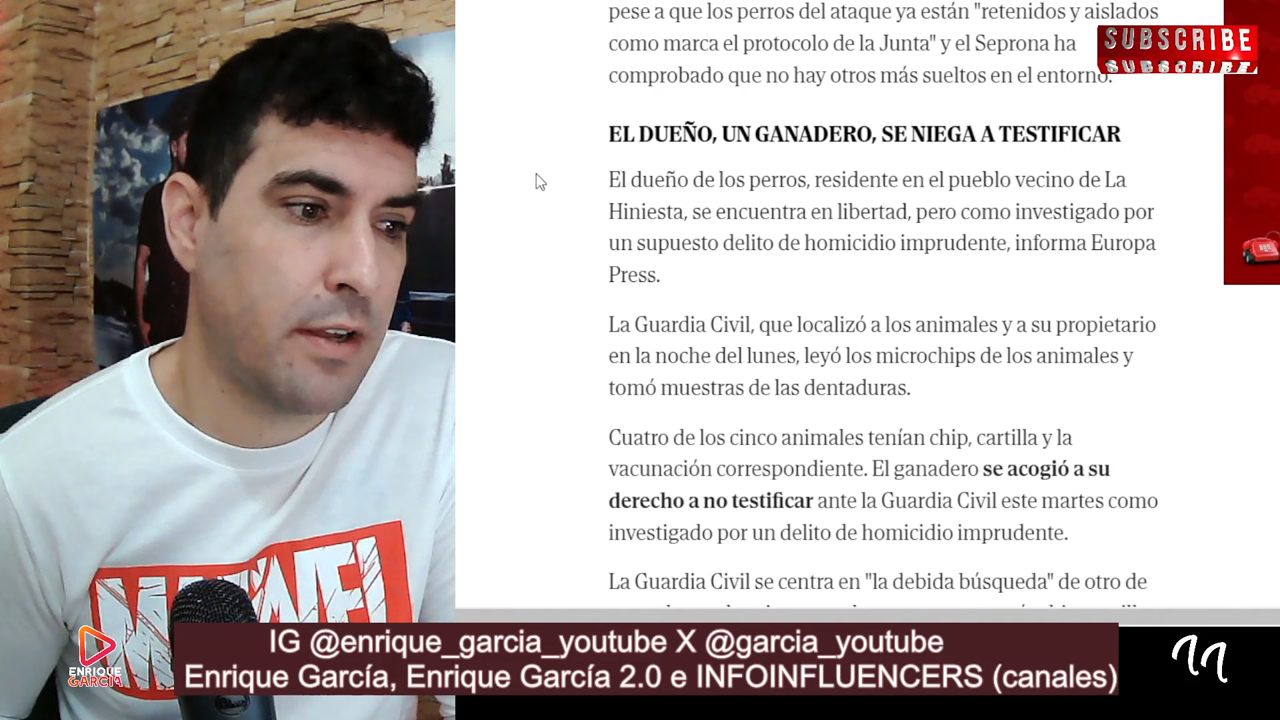 pese a que los perros del ataque ya están "retenidos y aislados
como marca el protocolo de la Junta" y el Seprona ha
comprobado que no hay otros más sueltos en el entorno.
SUBSCRIBE
EL DUEÑO, UN GANADERO, SE NIEGA A TESTIFICAR
El dueño de los perros, residente en el pueblo vecino de La
Hiniesta, se encuentra en libertad, pero como investigado por
un supuesto delito de homicidio imprudente, informa Europa
Press.
La Guardia Civil, que localizó a los animales y a su propietario
en la noche del lunes, leyó los microchips de los animales y
tomó muestras de las dentaduras.
Cuatro de los cinco animales tenían chip, cartilla y la
vacunación correspondiente. El ganadero se acogió a su
derecho a no testificar ante la Guardia Civil este martes como
investigado por un delito de homicidio imprudente.
La Guardia Civil se centra en "la debida búsqueda" de otro de
MARVEL
ENRIQUE
GARCÍA
IG @enrique_garcia_youtube X @garcia_youtube
Enrique García, Enrique García 2.0 e INFOINFLUENCERS (canales)